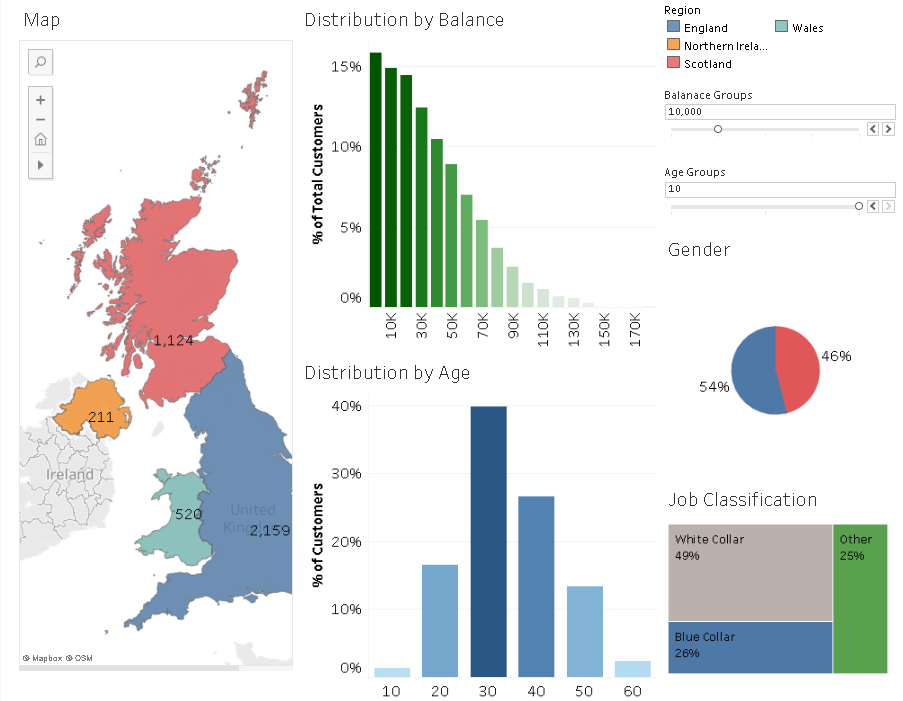 Map
1,124
211
Ireland
520
United
Kingdom
2,159
© Mapbox © OSM
Distribution by Balance
% of Total Customers
15%
10%
5%
0%
10K
30K
50K
70K
90K
110K
130K
150K
170K
Distribution by Age
% of Customers
40%
30%
20%
10%
0%
10
20
30
40
50
60
Region
England
Wales
Northern Irela...
Scotland
Balanace Groups
10,000
Age Groups
10
Gender
46%
54%
Job Classification
White Collar
49%
Other
25%
Blue Collar
26%